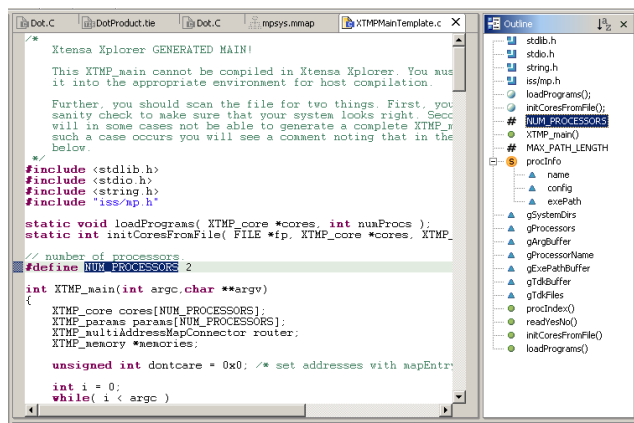 Dot.C
DotProduct.tie
Dot.C
mpsys.mmap
XTMPMainTemplate.c
/*
Xtensa Xplorer GENERATED MAIN!
This XTMP_main cannot be compiled in Xtensa Xplorer. You mus
it into the appropriate environment for host compilation.
Further, you should scan the file for two things. First, you
sanity check to make sure that your system looks right. Seco
will in some cases not be able to generate a complete XTMP_m
such a case occurs you will see a comment noting that in the
below.
*/
#include <stdlib.h>
#include <stdio.h>
#include <string.h>
#include "iss/mp.h"
static void loadPrograms( XTMP_core *cores, int numProcs );
static int initCoresFromFile( FILE *fp, XTMP_core *cores, XTMP_
// number of processors.
#define NUM_PROCESSORS 2
int XTMP_main(int argc,char **argv)
{
XTMP_core cores[NUM_PROCESSORS];
XTMP_params params[NUM_PROCESSORS];
XTMP_multiAddressMapConnector router;
XTMP_memory *memories;
unsigned int dontcare = 0x0; /* set addresses with mapEntry
int i = 0;
while( i < argc )
Outline
stdlib.h
stdio.h
string.h
iss/mp.h
loadPrograms();
initCoresFromFile();
# NUM_PROCESSORS
XTMP_main()
# MAX_PATH_LENGTH
S procInfo
name
config
exePath
gSystemDirs
gProcessors
gArgBuffer
gProcessorName
gExePathBuffer
gTdkBuffer
gTdkFiles
procIndex()
readYesNo()
initCoresFromFile()
loadPrograms()